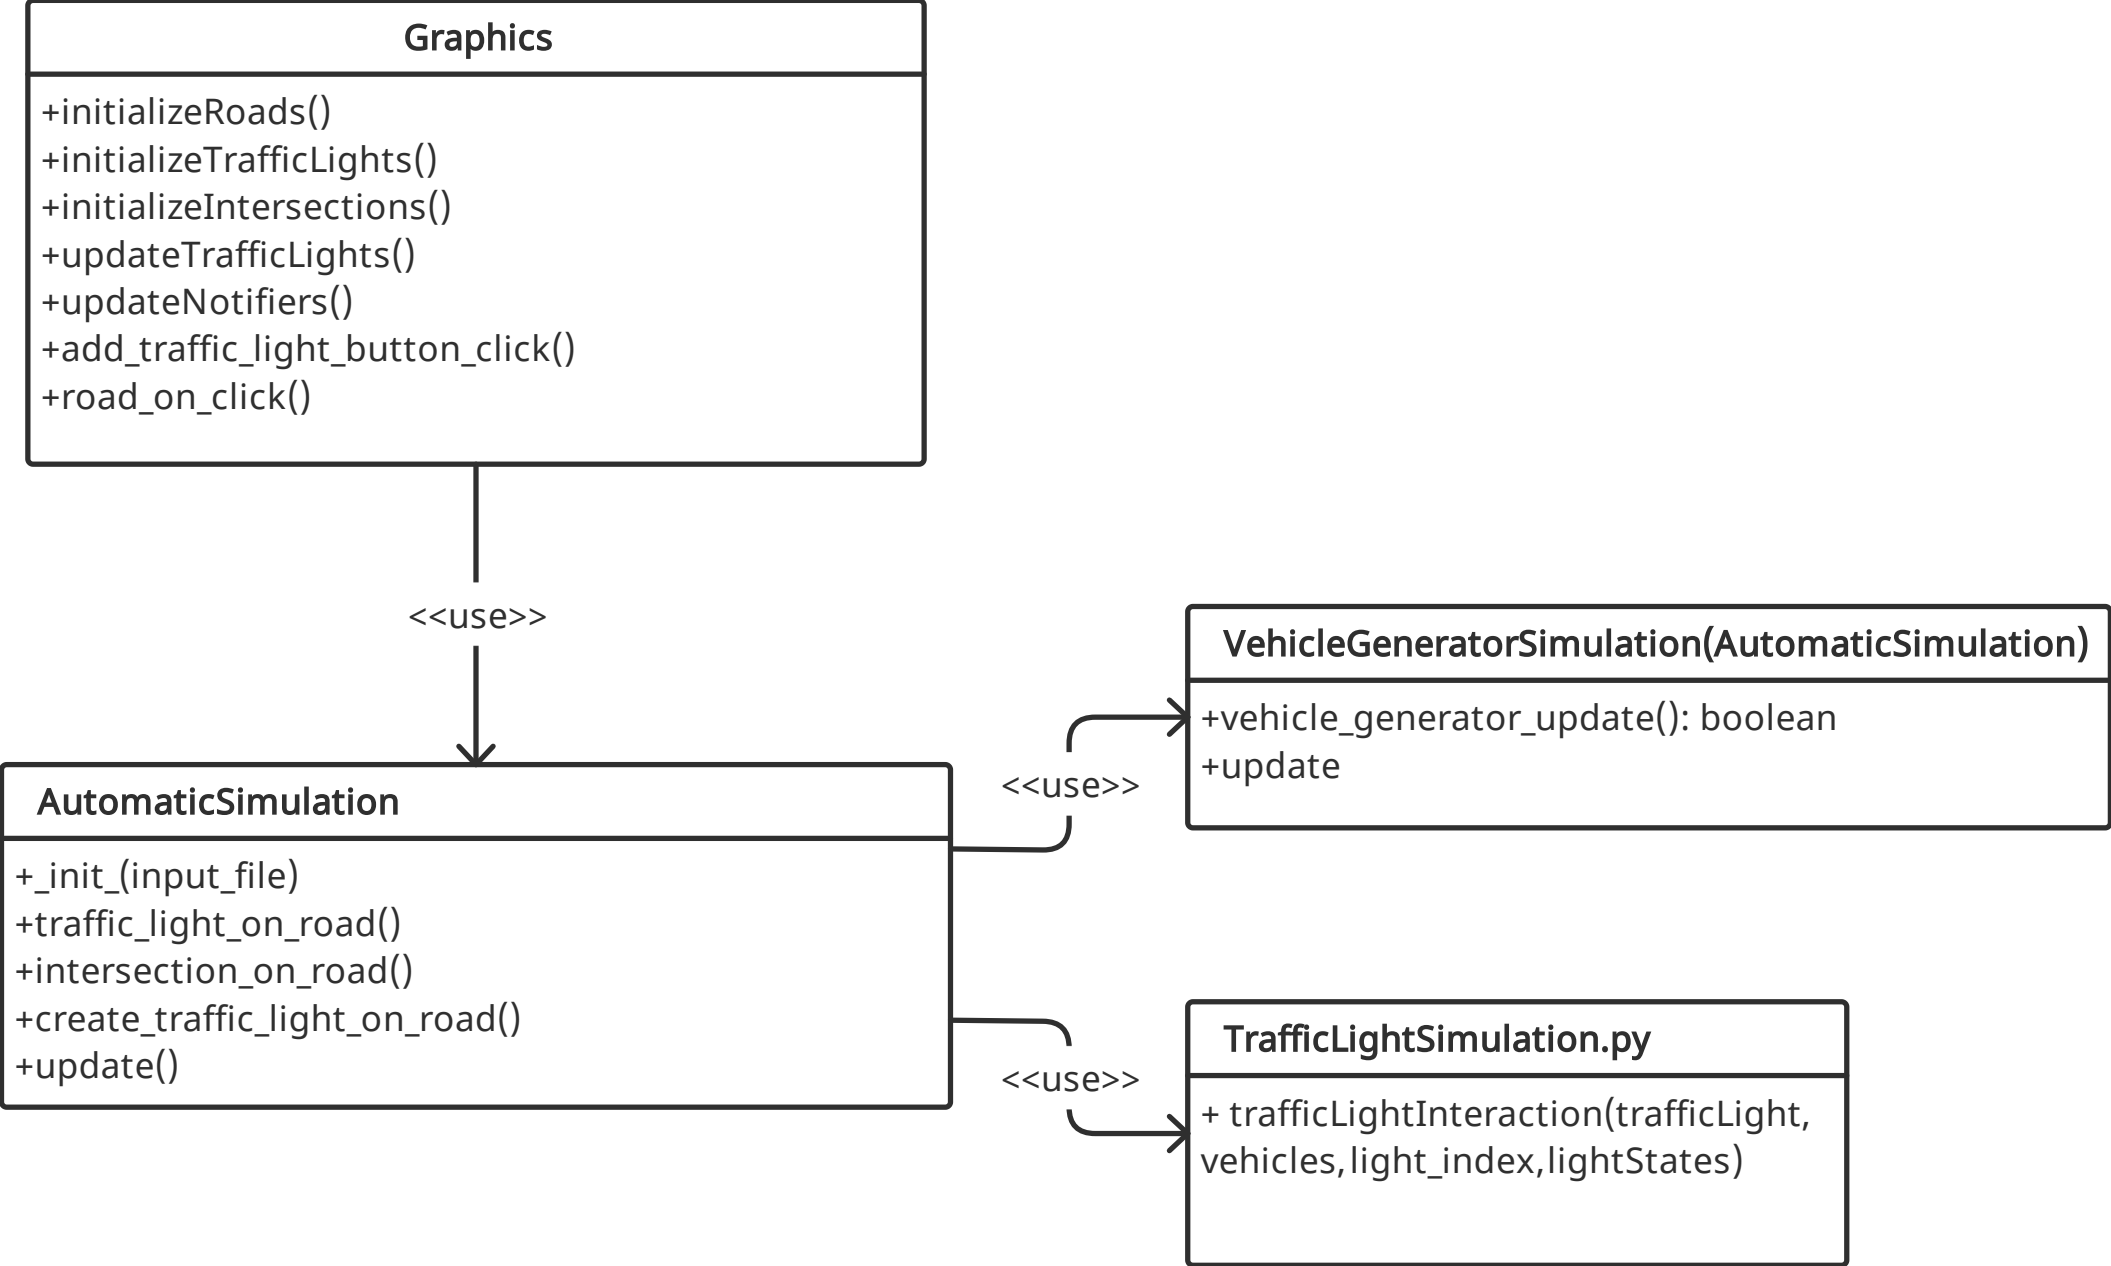 Graphics
+initializeRoads()
+initializeTrafficLights()
+initializeIntersections()
+updateTrafficLights()
+updateNotifiers()
+add_traffic_light_button_click()
+road_on_click()
<<use>>
AutomaticSimulation
+_init_(input_file)
+traffic_light_on_road()
+intersection_on_road()
+create_traffic_light_on_road()
+update()
<<use>>
VehicleGeneratorSimulation(AutomaticSimulation)
+vehicle_generator_update(): boolean
+update
<<use>>
TrafficLightSimulation.py
+ trafficLightInteraction(trafficLight,
vehicles,light_index,lightStates)